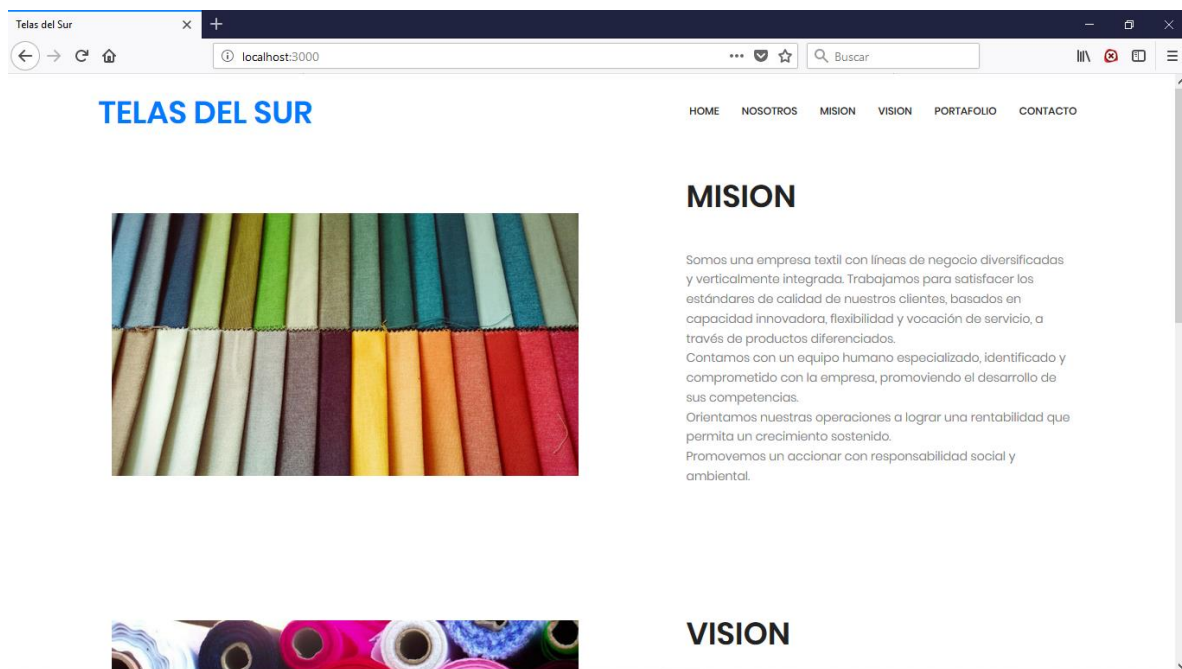 Telas del Sur
localhost:3000
Buscar
TELAS DEL SUR
HOME NOSOTROS MISION VISION PORTAFOLIO CONTACTO
MISION
Somos una empresa textil con líneas de negocio diversificadas
y verticalmente integrada. Trabajamos para satisfacer los
estándares de calidad de nuestros clientes, basados en
capacidad innovadora, flexibilidad y vocación de servicio, a
través de productos diferenciados.
Contamos con un equipo humano especializado, identificado y
comprometido con la empresa, promoviendo el desarrollo de
sus competencias.
Orientamos nuestras operaciones a lograr una rentabilidad que
permita un crecimiento sostenido.
Promovemos un accionar con responsabilidad social y
ambiental.
VISION